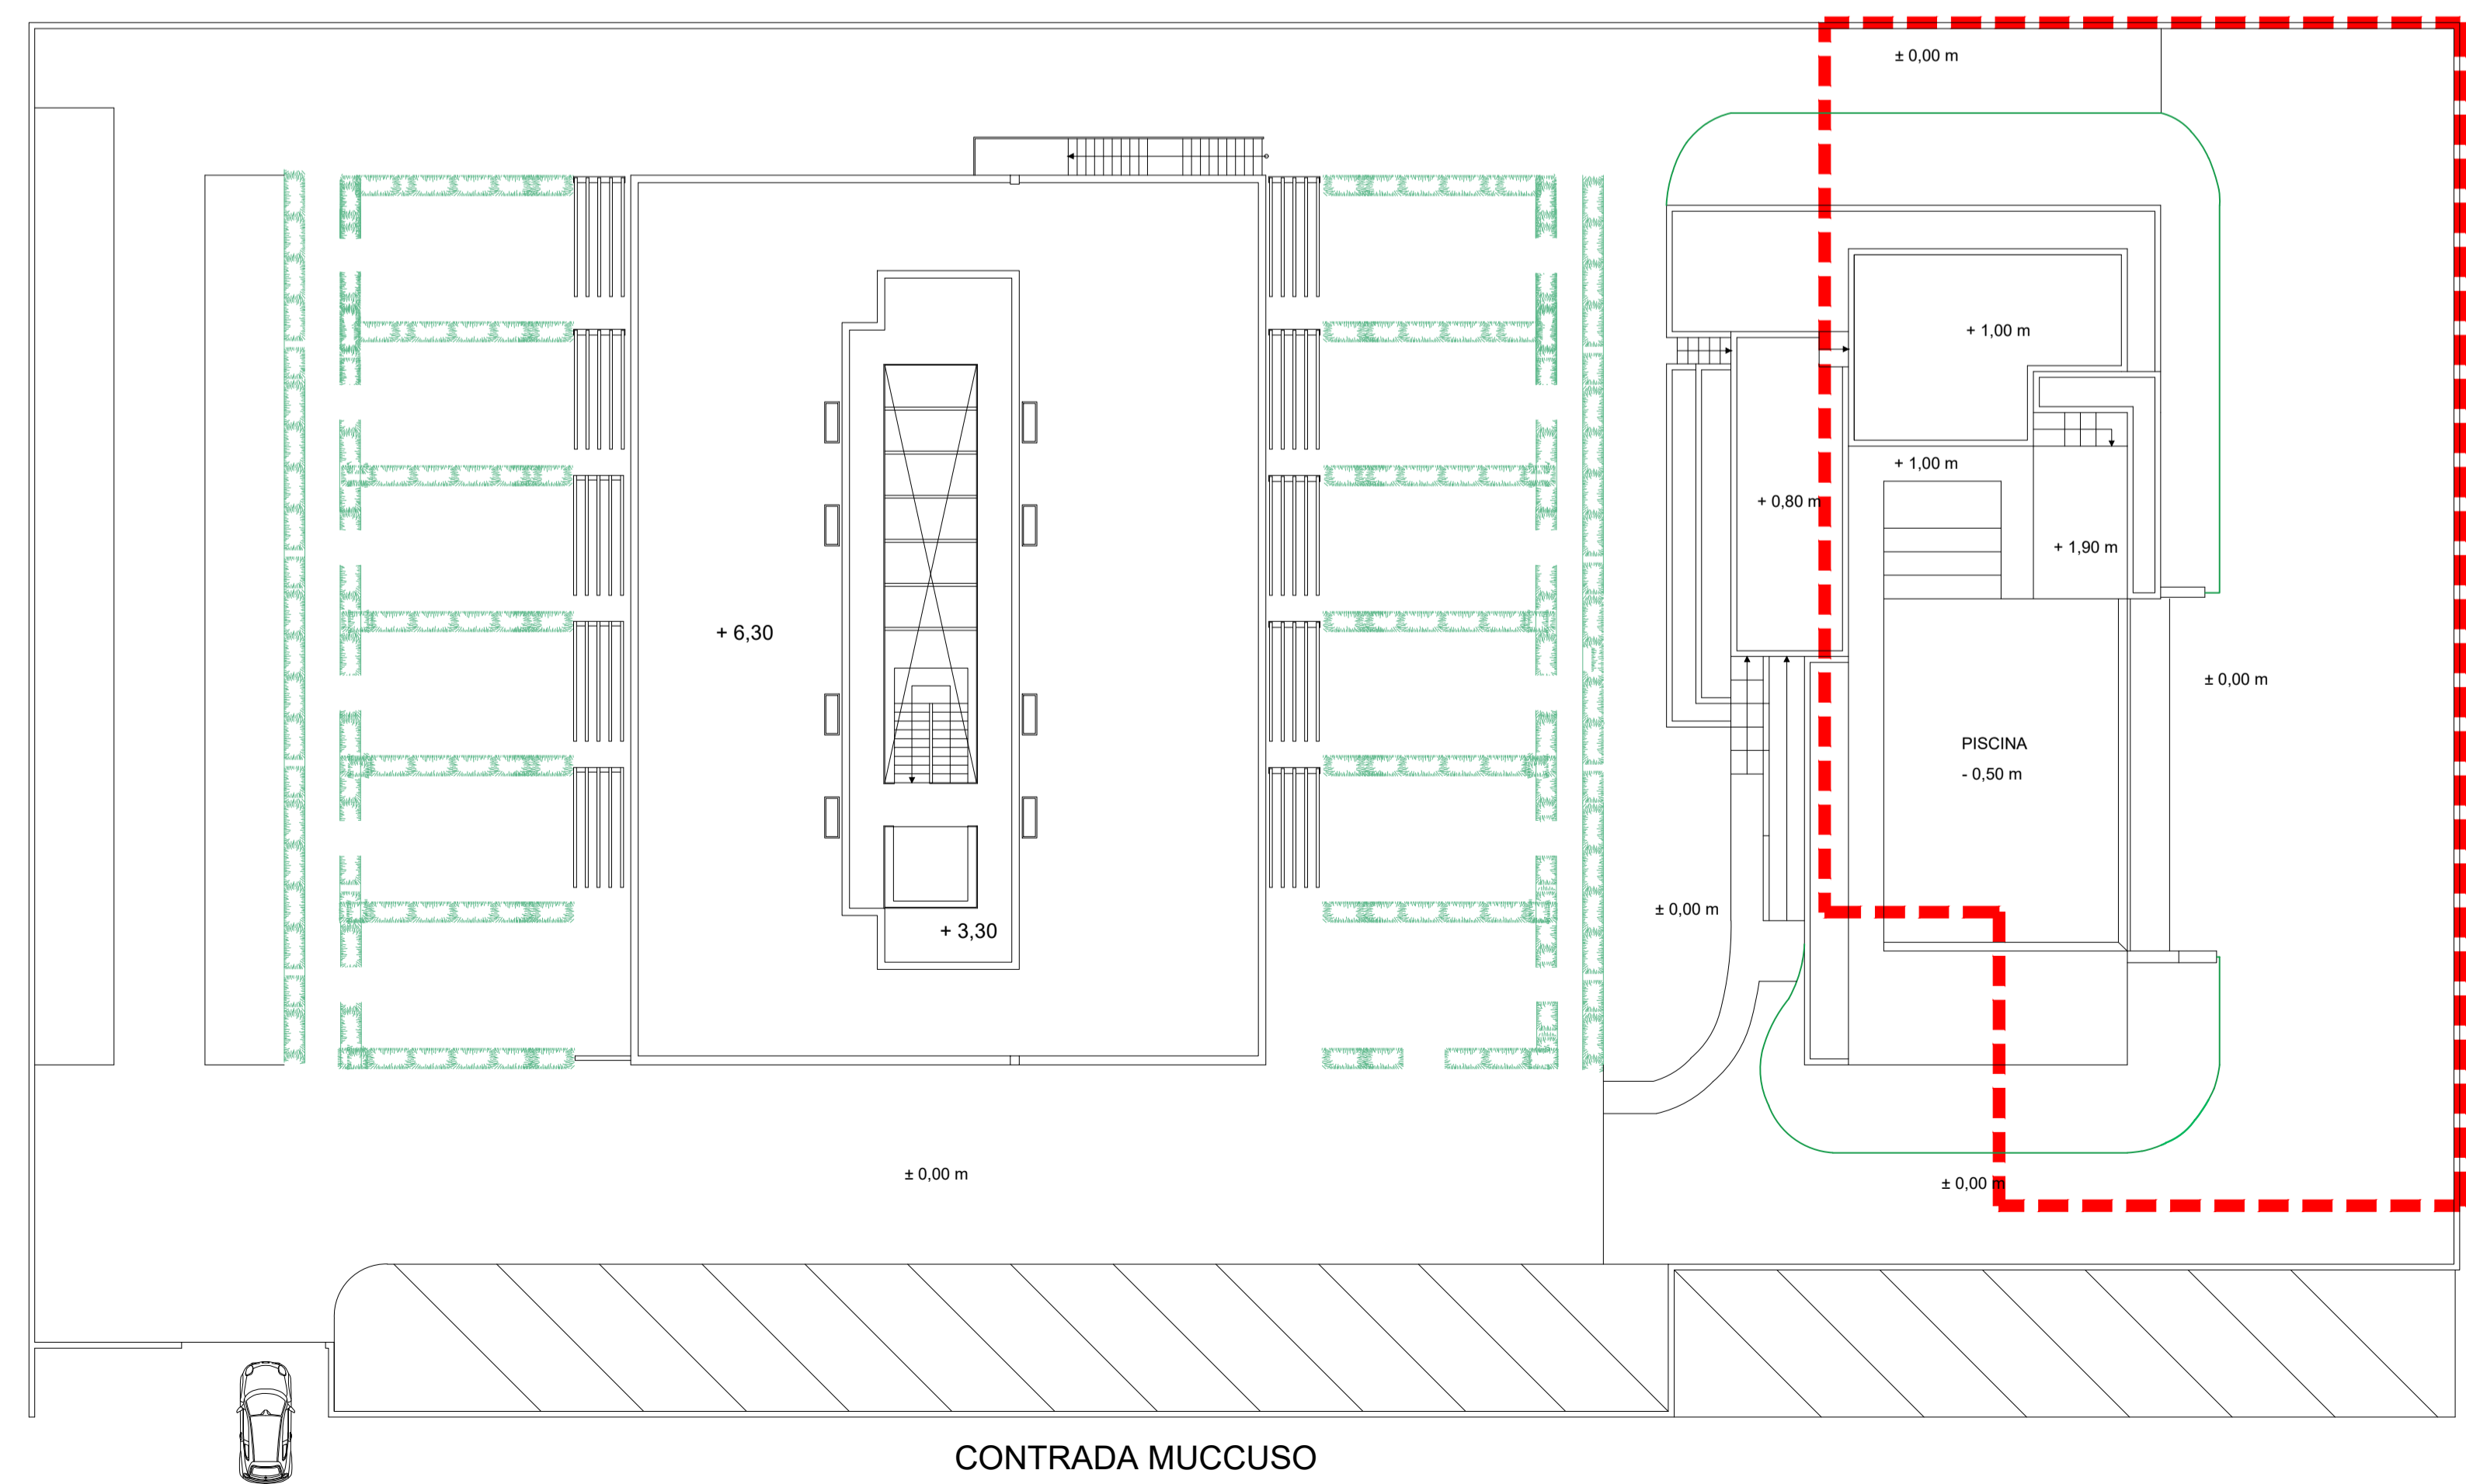 ± 0,00 m
+ 1,00 m
+ 1,00 m
+ 0,80 m
+ 1,90 m
+ 6,30
± 0,00 m
PISCINA
- 0,50 m
± 0,00 m
+ 3,30
± 0,00 m
± 0,00 m
CONTRADA MUCCUSO